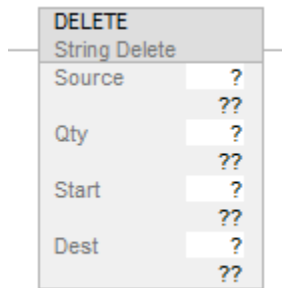 DELETE
String Delete
Source ?
??
Qty ?
??
Start ?
??
Dest ?
??